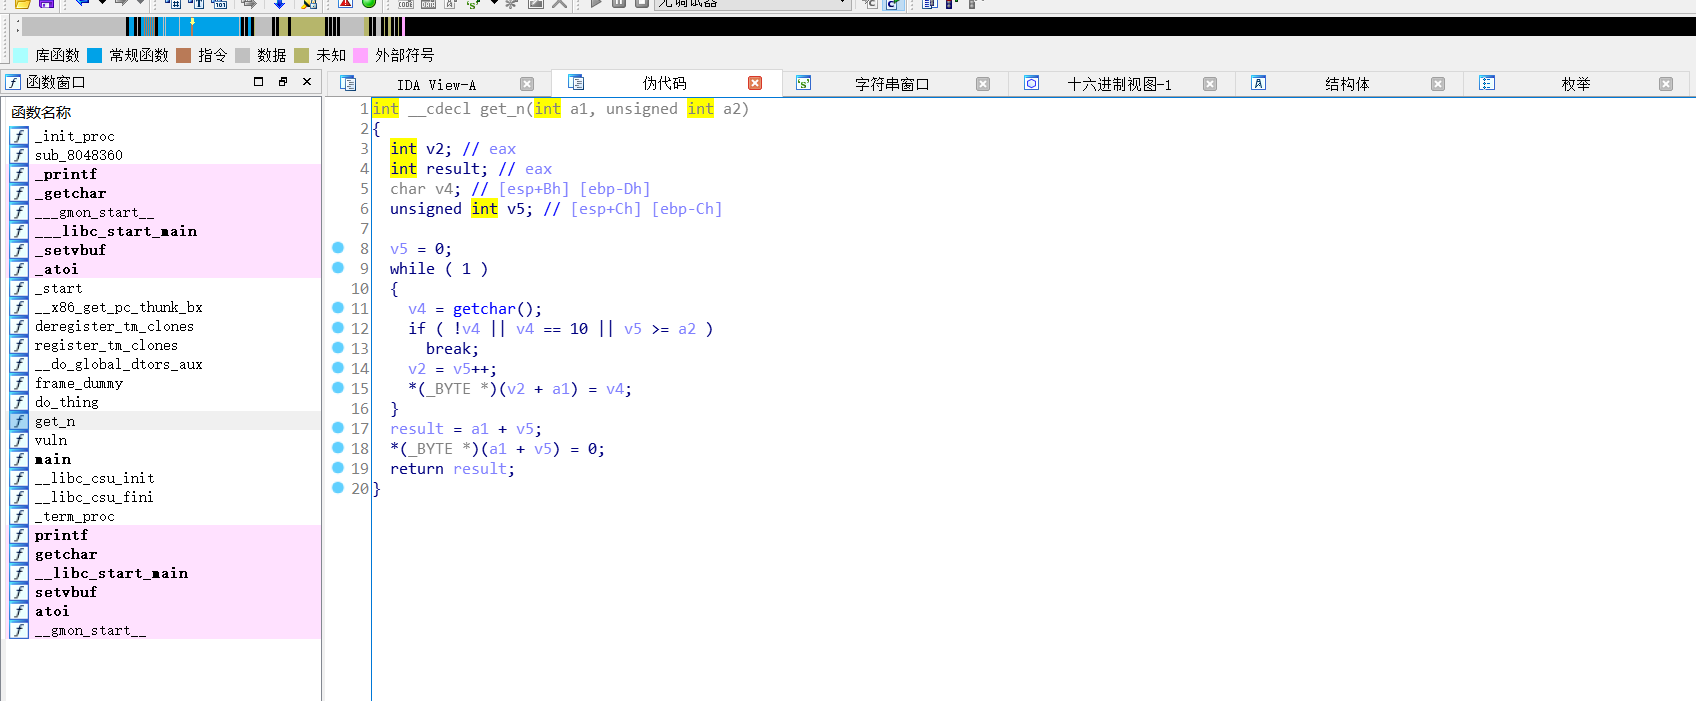 无调试器
库函数 常规函数 指令 数据 未知 外部符号
函数窗口
IDA View-A 伪代码 字符串窗口 十六进制视图-1 结构体 枚举
函数名称
_init_proc
sub_8048360
_printf
_getchar
___gmon_start__
___libc_start_main
_setvbuf
_atoi
_start
__x86_get_pc_thunk_bx
deregister_tm_clones
register_tm_clones
__do_global_dtors_aux
frame_dummy
do_thing
get_n
vuln
main
__libc_csu_init
__libc_csu_fini
_term_proc
printf
getchar
__libc_start_main
setvbuf
atoi
__gmon_start__
1 int __cdecl get_n(int a1, unsigned int a2)
2 {
3 int v2; // eax
4 int result; // eax
5 char v4; // [esp+Bh] [ebp-Dh]
6 unsigned int v5; // [esp+Ch] [ebp-Ch]
7
8 v5 = 0;
9 while ( 1 )
10 {
11 v4 = getchar();
12 if ( !v4 || v4 == 10 || v5 >= a2 )
13 break;
14 v2 = v5++;
15 *(_BYTE *)(v2 + a1) = v4;
16 }
17 result = a1 + v5;
18 *(_BYTE *)(a1 + v5) = 0;
19 return result;
20 }